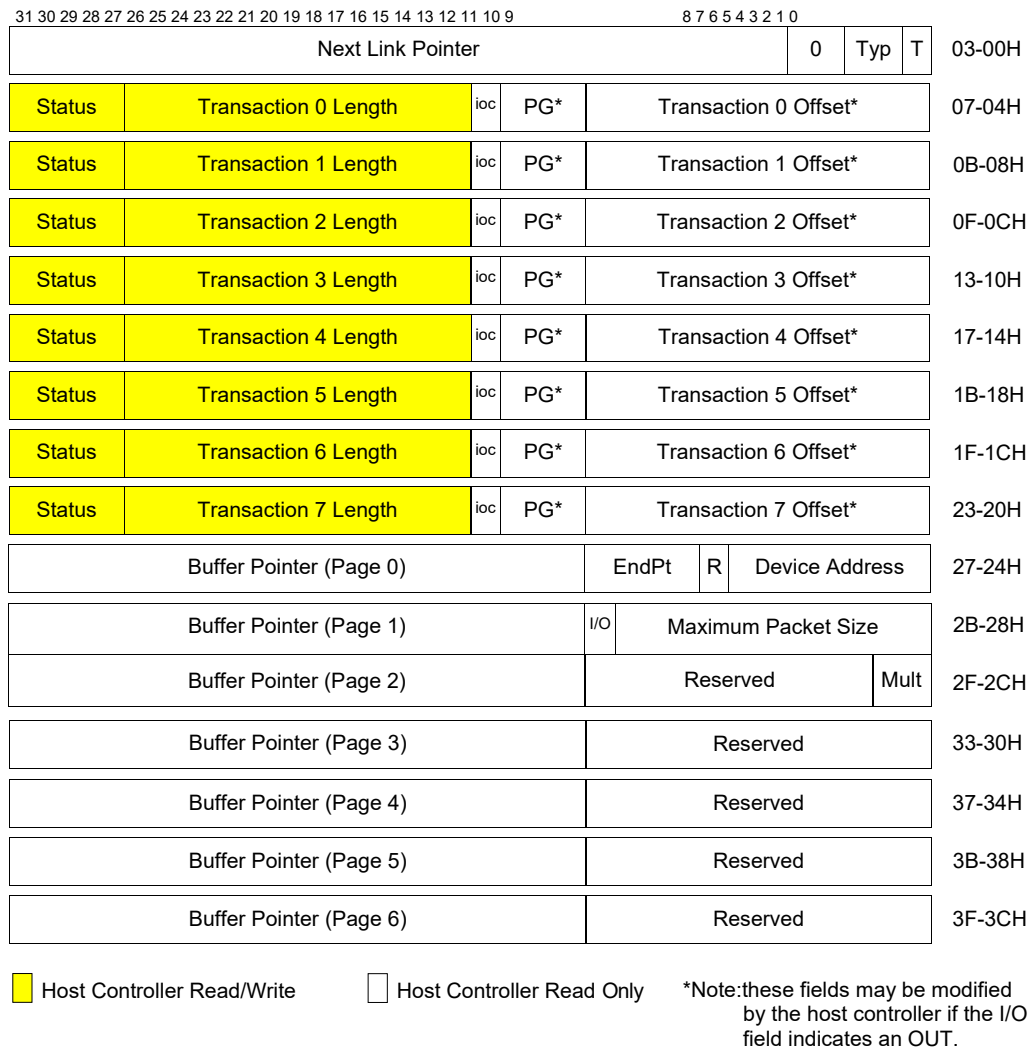 31 30 29 28 27 26 25 24 23 22 21 20 19 18 17 16 15 14 13 12 11 10 9 8 7 6 5 4 3 2 1 0
Next Link Pointer 0 Typ T 03-00H
Status Transaction 0 Length ioc PG* Transaction 0 Offset* 07-04H
Status Transaction 1 Length ioc PG* Transaction 1 Offset* 0B-08H
Status Transaction 2 Length ioc PG* Transaction 2 Offset* 0F-0CH
Status Transaction 3 Length ioc PG* Transaction 3 Offset* 13-10H
Status Transaction 4 Length ioc PG* Transaction 4 Offset* 17-14H
Status Transaction 5 Length ioc PG* Transaction 5 Offset* 1B-18H
Status Transaction 6 Length ioc PG* Transaction 6 Offset* 1F-1CH
Status Transaction 7 Length ioc PG* Transaction 7 Offset* 23-20H
Buffer Pointer (Page 0) EndPt R Device Address 27-24H
Buffer Pointer (Page 1) I/O Maximum Packet Size 2B-28H
Buffer Pointer (Page 2) Reserved Mult 2F-2CH
Buffer Pointer (Page 3) Reserved 33-30H
Buffer Pointer (Page 4) Reserved 37-34H
Buffer Pointer (Page 5) Reserved 3B-38H
Buffer Pointer (Page 6) Reserved 3F-3CH
Host Controller Read/Write Host Controller Read Only *Note:these fields may be modified
by the host controller if the I/O
field indicates an OUT.